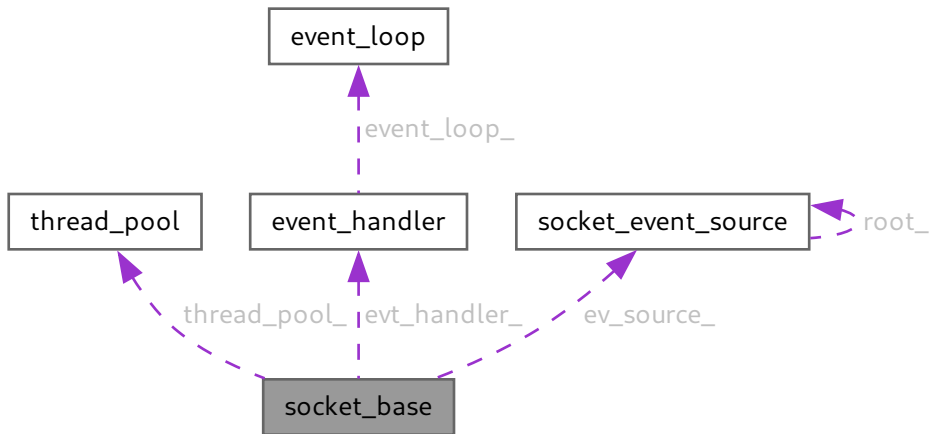 event_loop
event_loop_
thread_pool
event_handler
socket_event_source
root_
thread_pool_
evt_handler_
ev_source_
socket_base